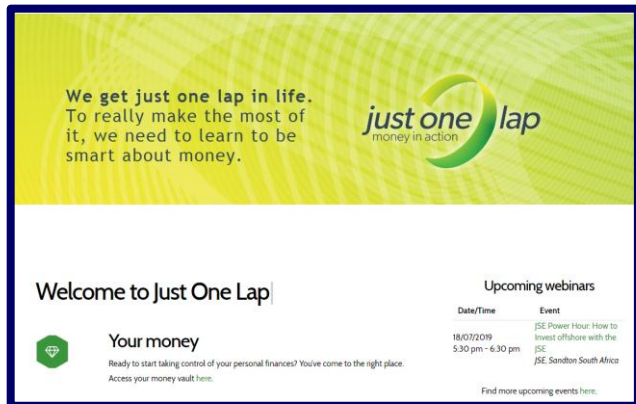 We get just one lap in life.
To really make the most of
it, we need to learn to be
smart about money.
just one lap
money in action
Welcome to Just One Lap
Your money
Ready to start taking control of your personal finances? You've come to the right place.
Access your money vault here.
Upcoming webinars
Date/Time Event
18/07/2019
5:30 pm - 6:30 pm
JSE Power Hour: How to
Invest offshore with the
JSE
JSE, Sandton South Africa
Find more upcoming events here.